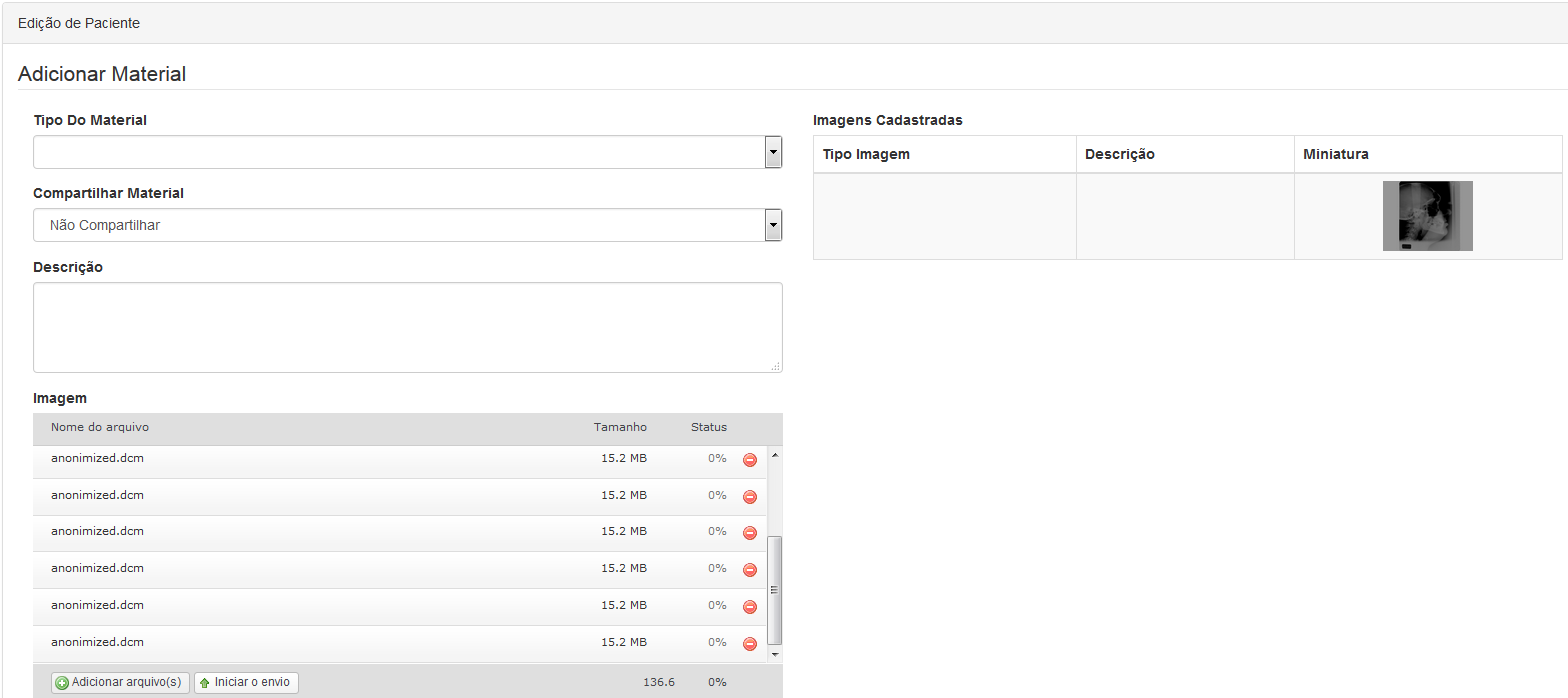 Edição de Paciente
Adicionar Material
Tipo Do Material
Compartilhar Material
Não Compartilhar
Descrição
Imagem
Nome do arquivo Tamanho Status
anonimized.dcm 15.2 MB 0%
anonimized.dcm 15.2 MB 0%
anonimized.dcm 15.2 MB 0%
anonimized.dcm 15.2 MB 0%
anonimized.dcm 15.2 MB 0%
anonimized.dcm 15.2 MB 0%
Adicionar arquivo(s) Iniciar o envio 136.6 0%
Imagens Cadastradas
Tipo Imagem Descrição Miniatura